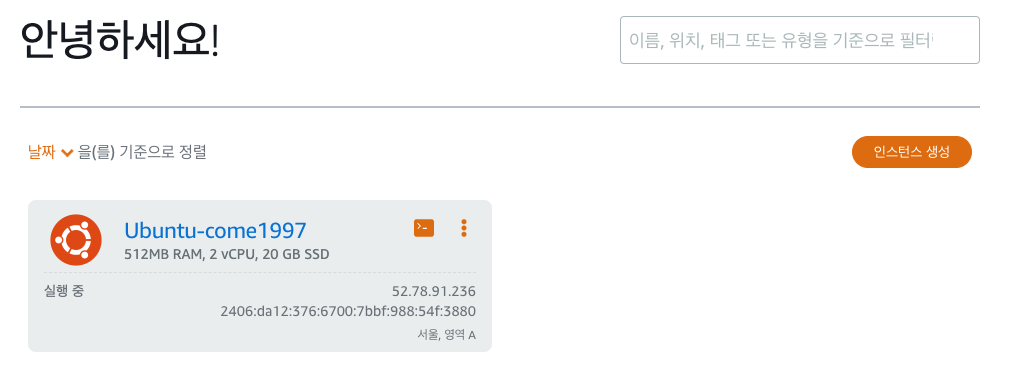 안녕하세요!
이름, 위치, 태그 또는 유형을 기준으로 필터
날짜 을(를) 기준으로 정렬
인스턴스 생성
Ubuntu-come1997
512MB RAM, 2 vCPU, 20 GB SSD
실행 중
52.78.91.236
2406:da12:376:6700:7bbf:988:54f:3880
서울, 영역 A